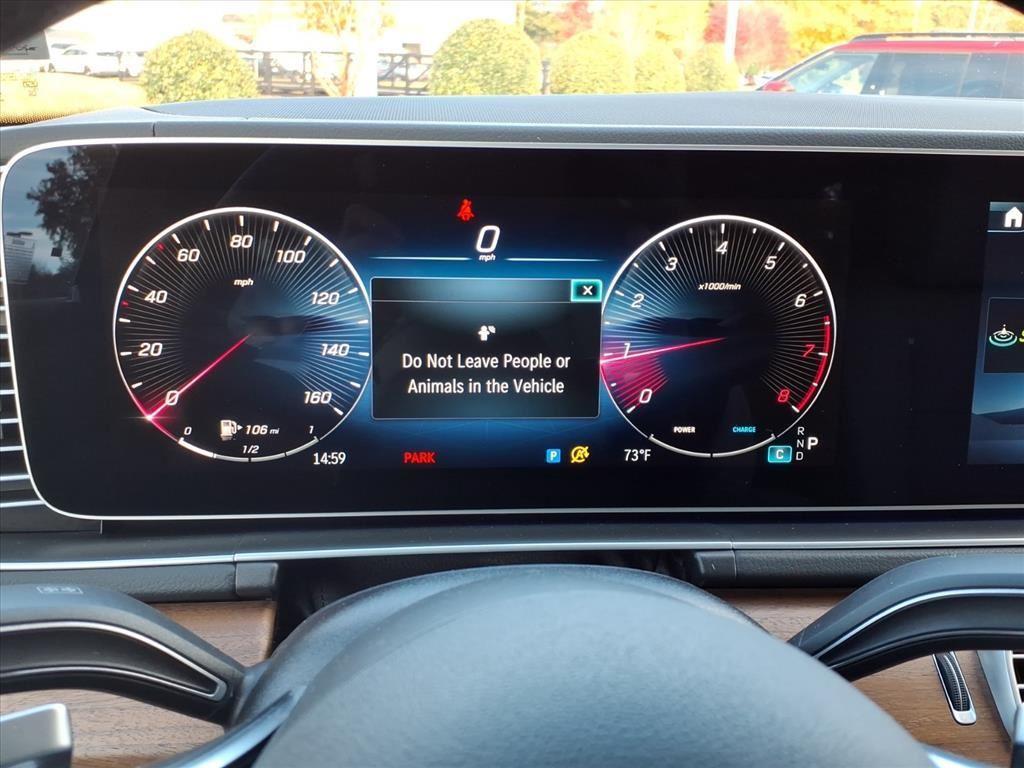 0
mph
0
20
40
60
80
100
120
140
160
mph
0
1/2
1
106 mi
Do Not Leave People or
Animals in the Vehicle
0
1
2
3
4
5
6
7
8
x1000/min
POWER
CHARGE
14:59
PARK
P
A
73°F
C
R
N
D
P